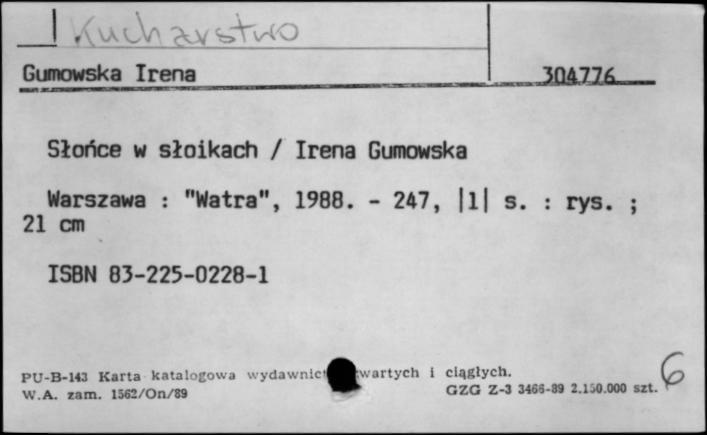 Kucharstwo
Gumowska Irena 304776
Słońce w słoikach / Irena Gumowska
Warszawa : "Watra", 1988. - 247, |1| s. : rys. ;
21 cm
ISBN 83-225-0228-1
PU-B-143 Karta katalogowa wydawnic wartych i ciągłych.
W.A. zam. 1562/On/89 GZG Z-3 3466-89 2.150.000 szt.
6